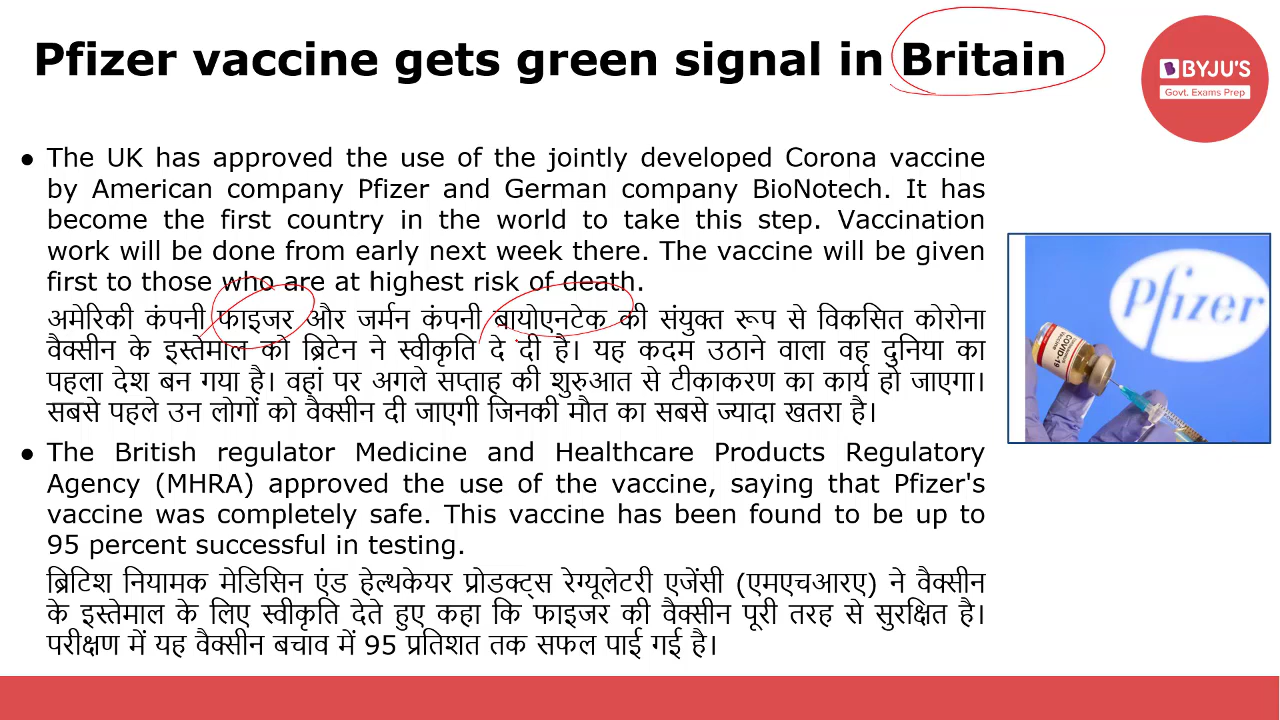 Pfizer vaccine gets green signal in Britain
BYJU'S
Govt. Exams Prep
● The UK has approved the use of the jointly developed Corona vaccine
by American company Pfizer and German company BioNotech. It has
become the first country in the world to take this step. Vaccination
work will be done from early next week there. The vaccine will be given
first to those who are at highest risk of death.
अमेरिकी कंपनी फाइजर और जर्मन कंपनी बायोएनटेक की संयुक्त रूप से विकसित कोरोना
वैक्सीन के इस्तेमाल को ब्रिटेन ने स्वीकृति दे दी है। यह कदम उठाने वाला वह दुनिया का
पहला देश बन गया है। वहां पर अगले सप्ताह की शुरुआत से टीकाकरण का कार्य हो जाएगा।
सबसे पहले उन लोगों को वैक्सीन दी जाएगी जिनकी मौत का सबसे ज्यादा खतरा है।
● The British regulator Medicine and Healthcare Products Regulatory
Agency (MHRA) approved the use of the vaccine, saying that Pfizer's
vaccine was completely safe. This vaccine has been found to be up to
95 percent successful in testing.
ब्रिटिश नियामक मेडिसिन एंड हेल्थकेयर प्रोडक्ट्स रेग्यूलेटरी एजेंसी (एमएचआरए) ने वैक्सीन
के इस्तेमाल के लिए स्वीकृति देते हुए कहा कि फाइजर की वैक्सीन पूरी तरह से सुरक्षित है।
परीक्षण में यह वैक्सीन बचाव में 95 प्रतिशत तक सफल पाई गई है।
Pfizer
COVID-19
Vaccine